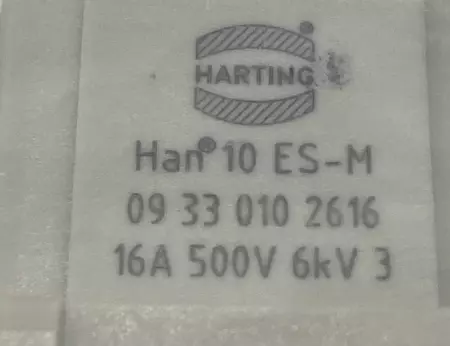 HARTING
Han® 10 ES-M
09 33 010 2616
16A 500V 6kV 3